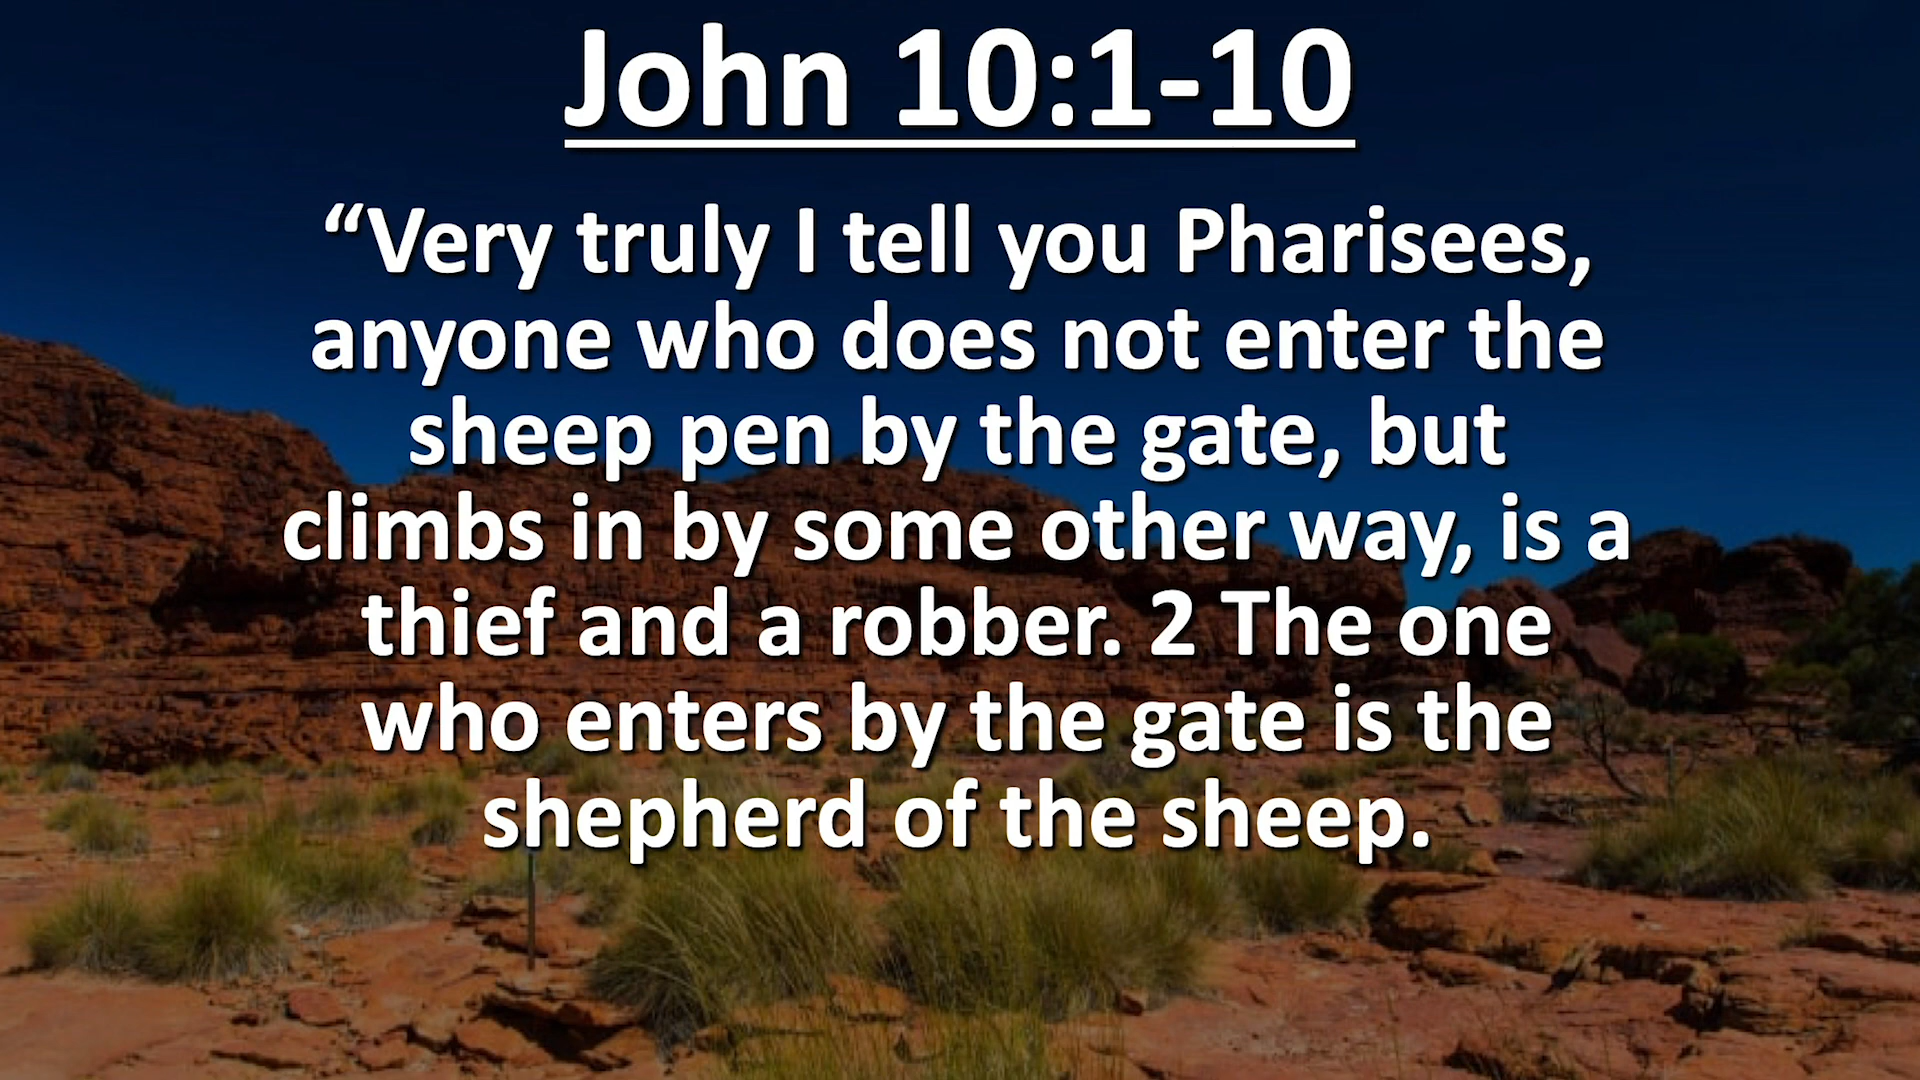 John 10:1-10
“Very truly I tell you Pharisees,
anyone who does not enter the
sheep pen by the gate, but
climbs in by some other way, is a
thief and a robber. 2 The one
who enters by the gate is the
shepherd of the sheep.